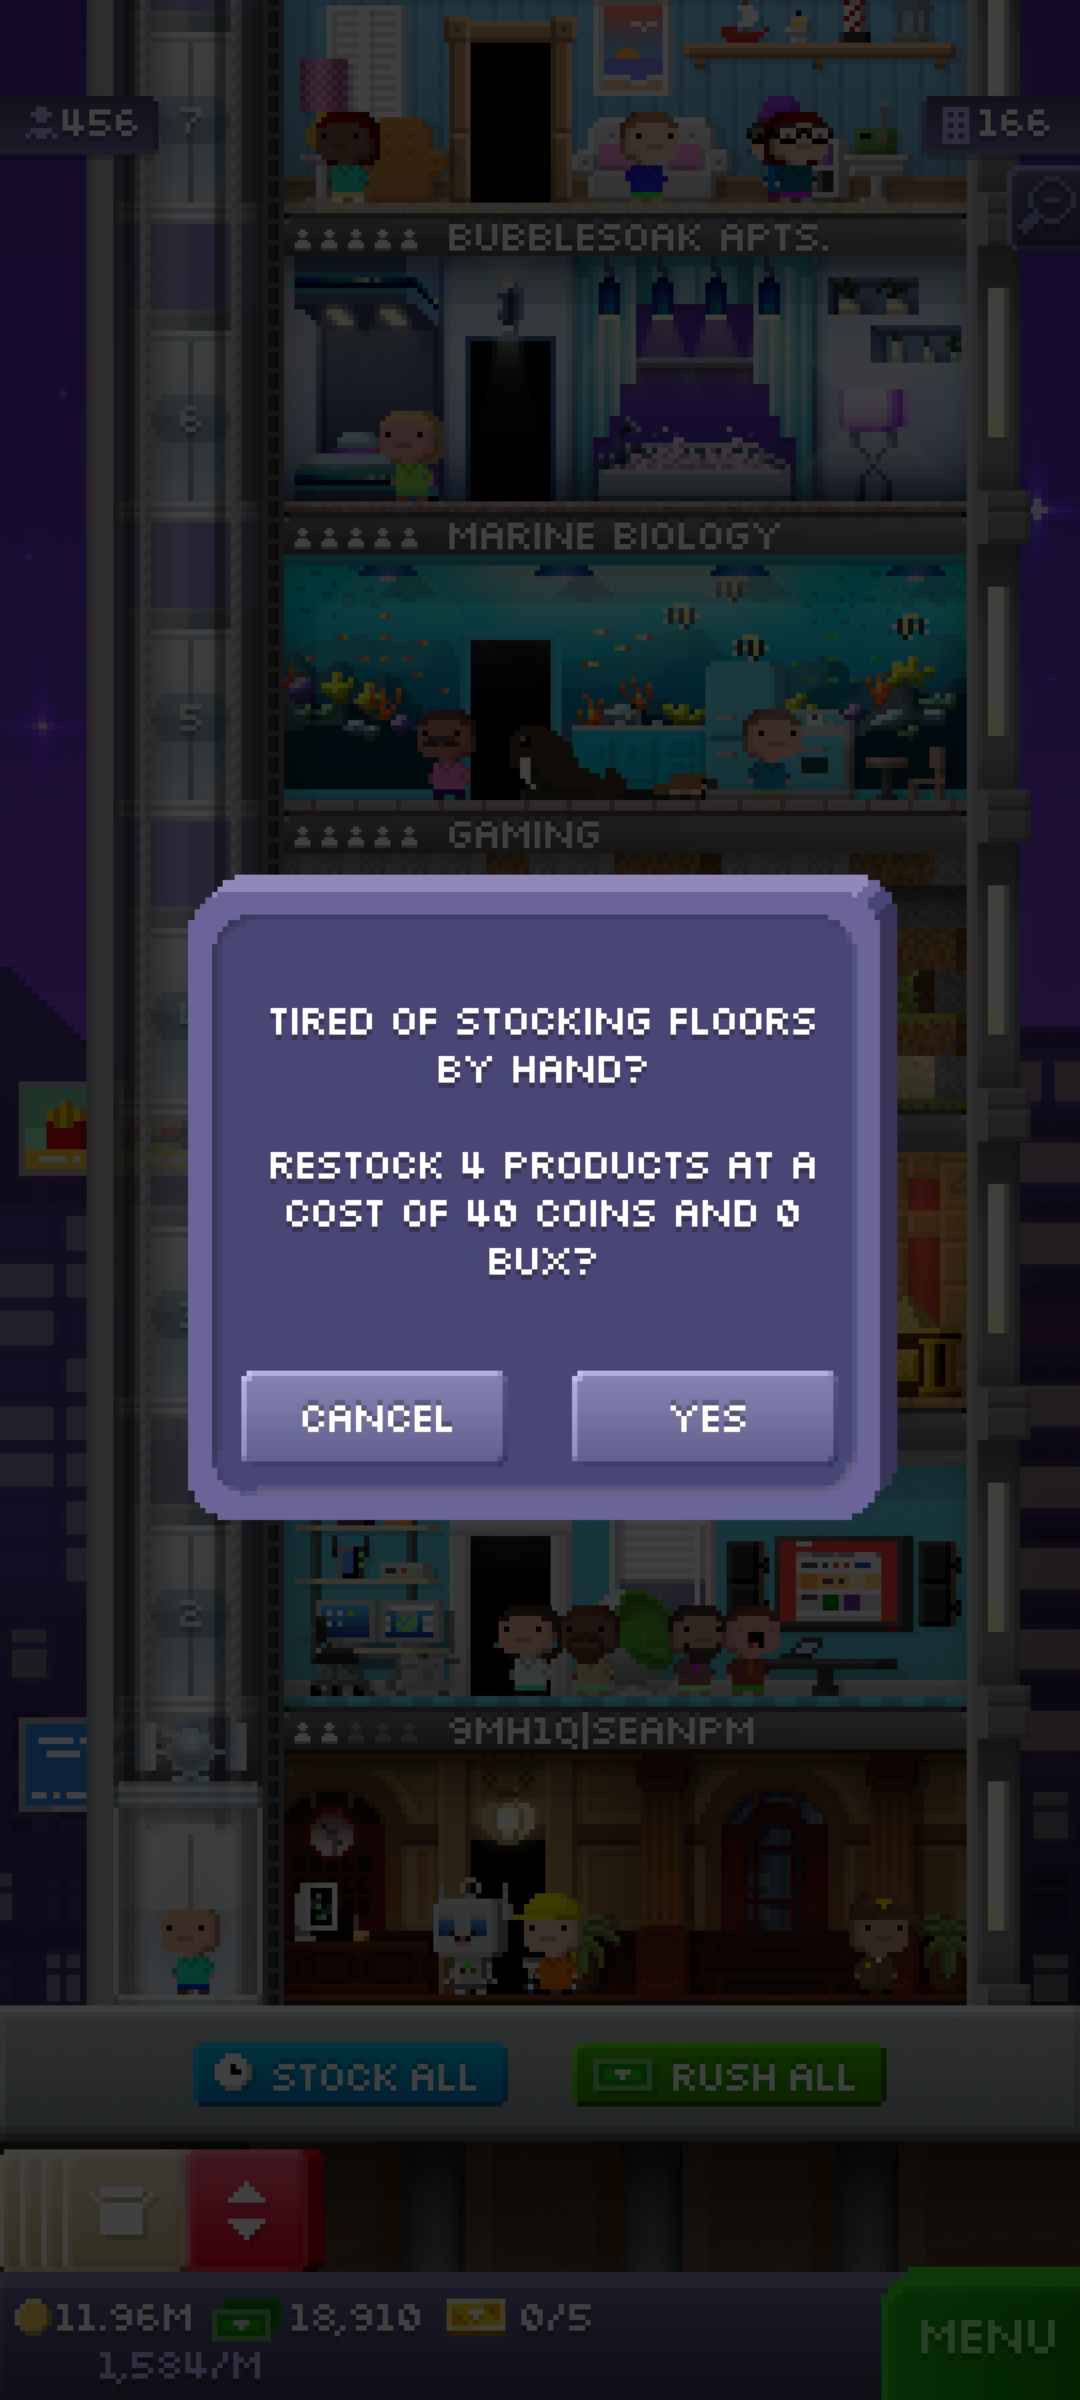 456
7
166
BUBBLESOAK APTS.
6
MARINE BIOLOGY
5
GAMING
TIRED OF STOCKING FLOORS
BY HAND?
RESTOCK 4 PRODUCTS AT A
COST OF 40 COINS AND 0
BUX?
CANCEL
YES
2
9MH1Q|SEANPM
STOCK ALL
RUSH ALL
11.96M
18,910
0/5
MENU
1,584/M